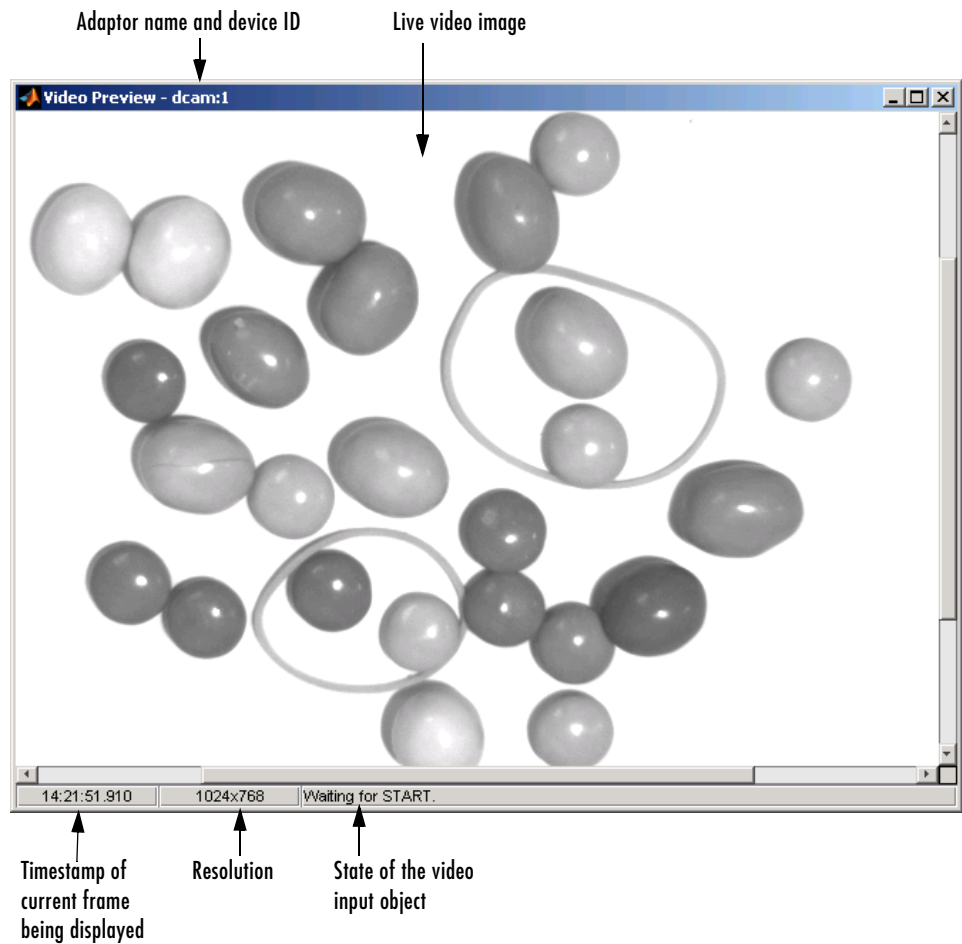 Adaptor name and device ID
Live video image
Video Preview - dcam:1
14:21:51.910
1024x768
Waiting for START.
Timestamp of
current frame
being displayed
Resolution
State of the video
input object